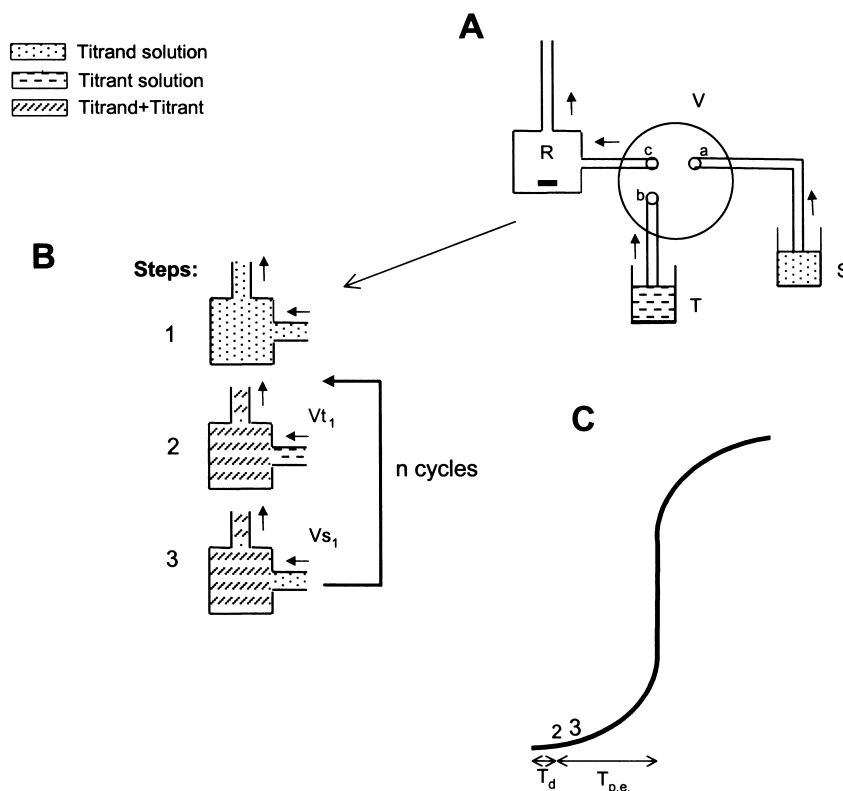 A
Titrand solution
Titrant solution
Titrand+Titrant
V
R
c
a
b
S
T
B
Steps:
1
2
Vt1
n cycles
3
Vs1
C
2 3
Td
Tp.e.